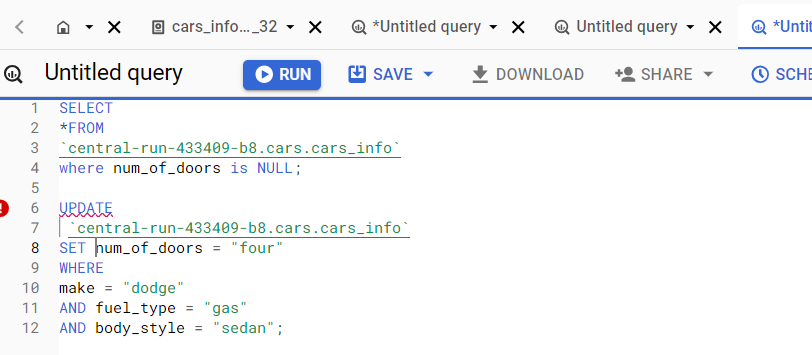 cars_info…_32 *Untitled query Untitled query *Unti
Untitled query RUN SAVE DOWNLOAD SHARE SCHE
1 SELECT
2 *FROM
3 `central-run-433409-b8.cars.cars_info`
4 where num_of_doors is NULL;
5
6 UPDATE
7 `central-run-433409-b8.cars.cars_info`
8 SET num_of_doors = "four"
9 WHERE
10 make = "dodge"
11 AND fuel_type = "gas"
12 AND body_style = "sedan";